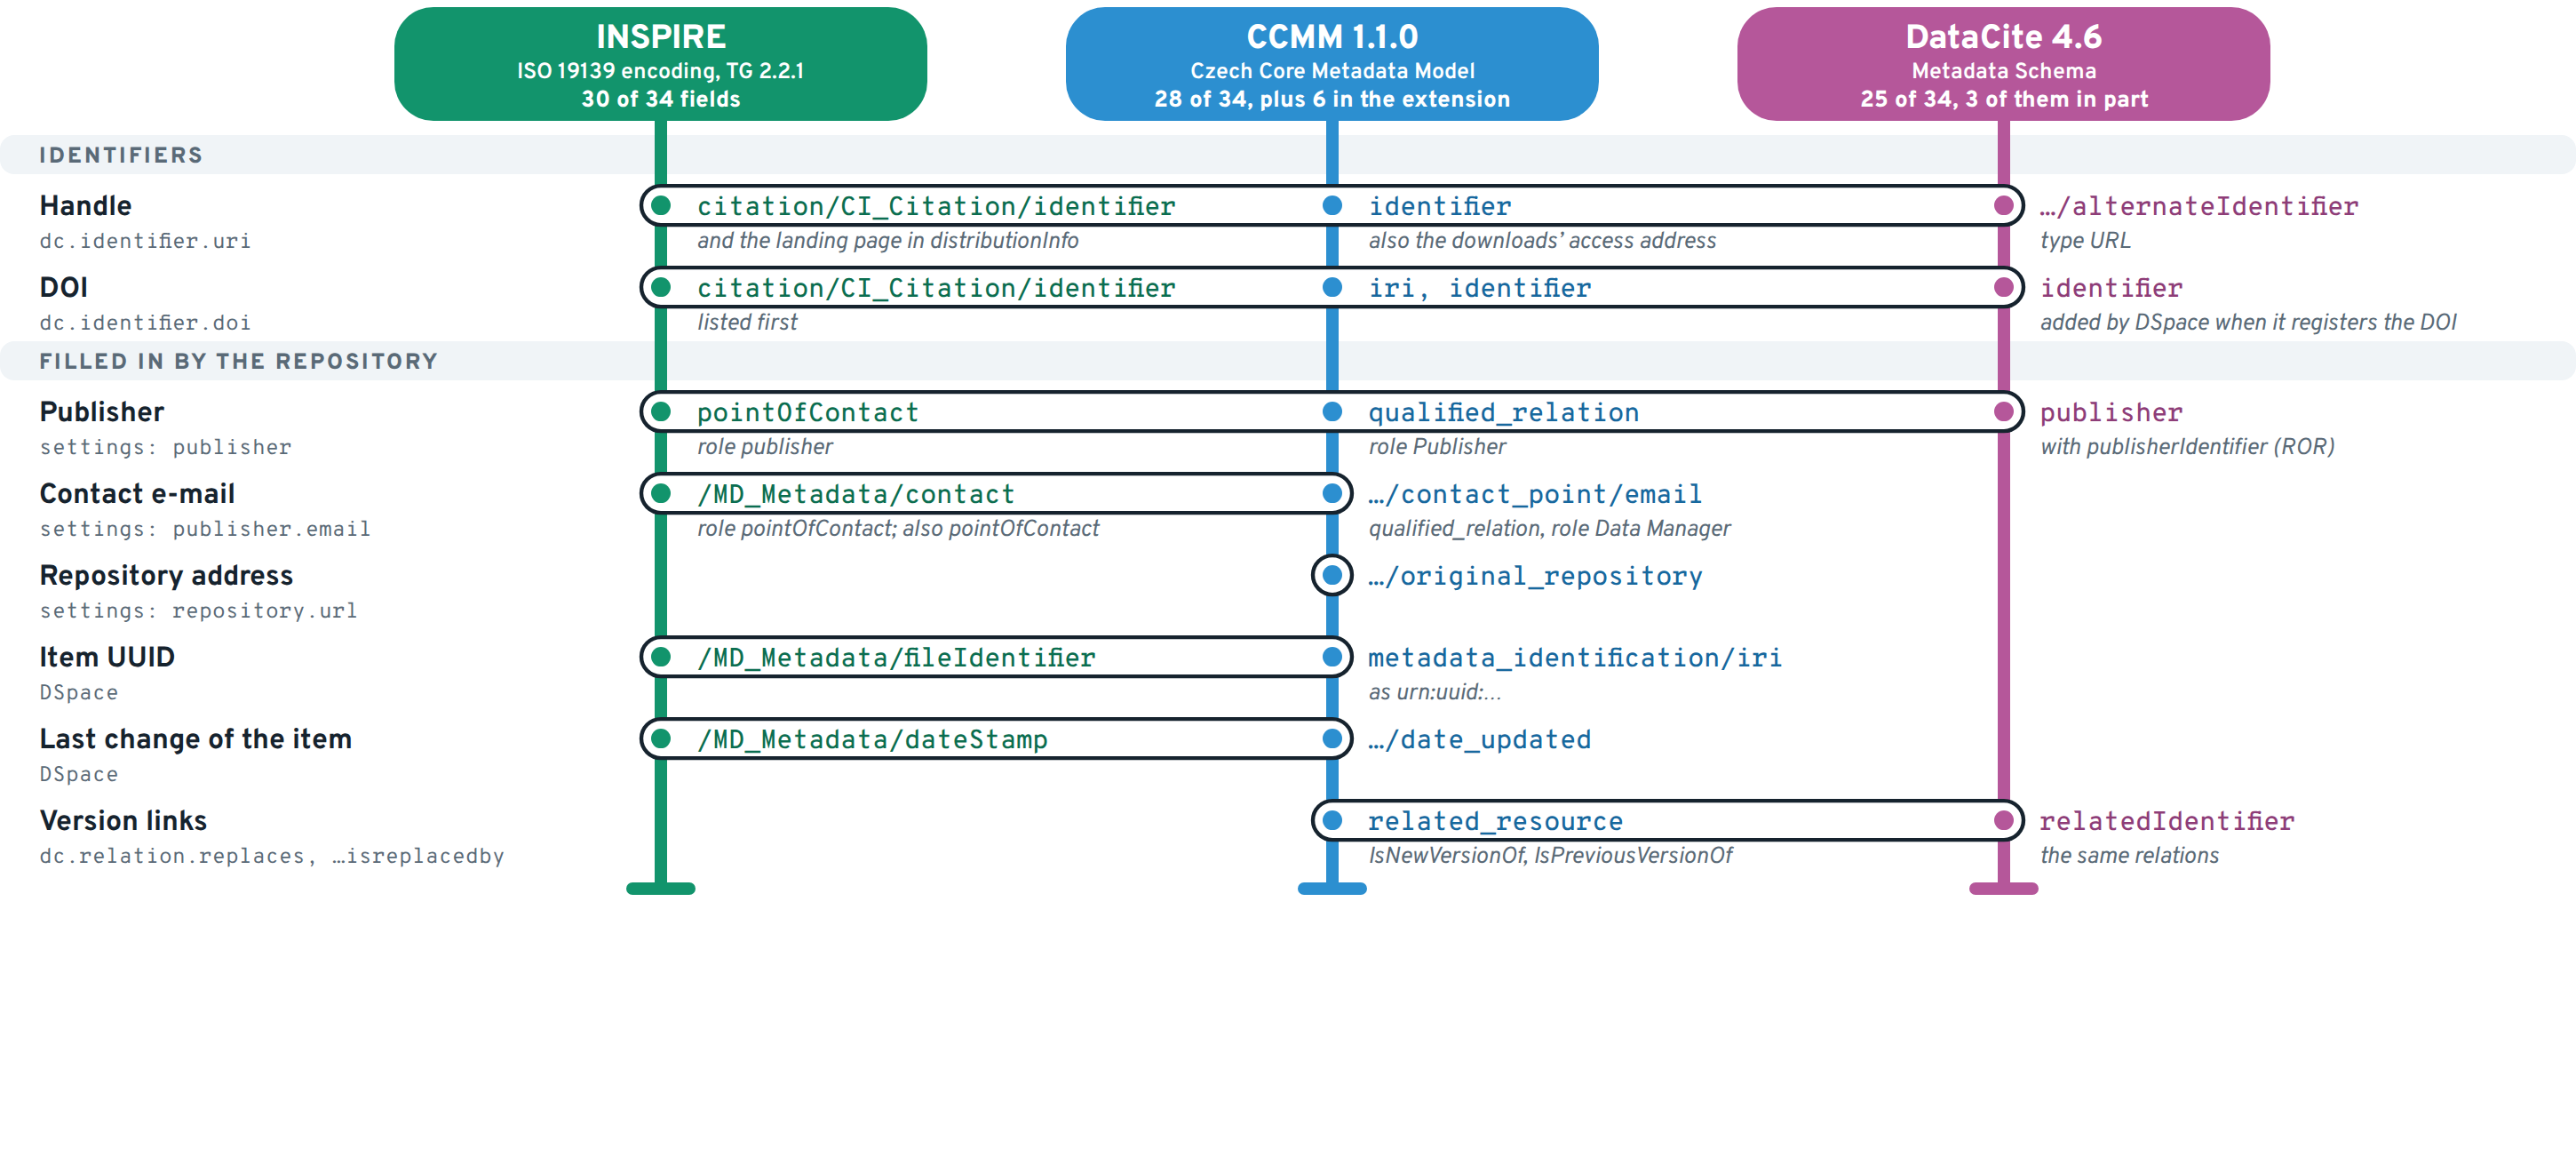 INSPIRE
ISO 19139 encoding, TG 2.2.1
30 of 34 fields
CCMM 1.1.0
Czech Core Metadata Model
28 of 34, plus 6 in the extension
DataCite 4.6
Metadata Schema
25 of 34, 3 of them in part
IDENTIFIERS
Handle
citation/CI_Citation/identifier
identifier
…/alternateIdentifier
dc.identifier.uri
and the landing page in distributionInfo
also the downloads’ access address
type URL
DOI
citation/CI_Citation/identifier
iri, identifier
identifier
dc.identifier.doi
listed first
added by DSpace when it registers the DOI
FILLED IN BY THE REPOSITORY
Publisher
pointOfContact
qualified_relation
publisher
settings: publisher
role publisher
role Publisher
with publisherIdentifier (ROR)
Contact e-mail
/MD_Metadata/contact
…/contact_point/email
settings: publisher.email
role pointOfContact; also pointOfContact
qualified_relation, role Data Manager
Repository address
…/original_repository
settings: repository.url
Item UUID
/MD_Metadata/fileIdentifier
metadata_identification/iri
DSpace
as urn:uuid:…
Last change of the item
/MD_Metadata/dateStamp
…/date_updated
DSpace
Version links
related_resource
relatedIdentifier
dc.relation.replaces, …isreplacedby
IsNewVersionOf, IsPreviousVersionOf
the same relations